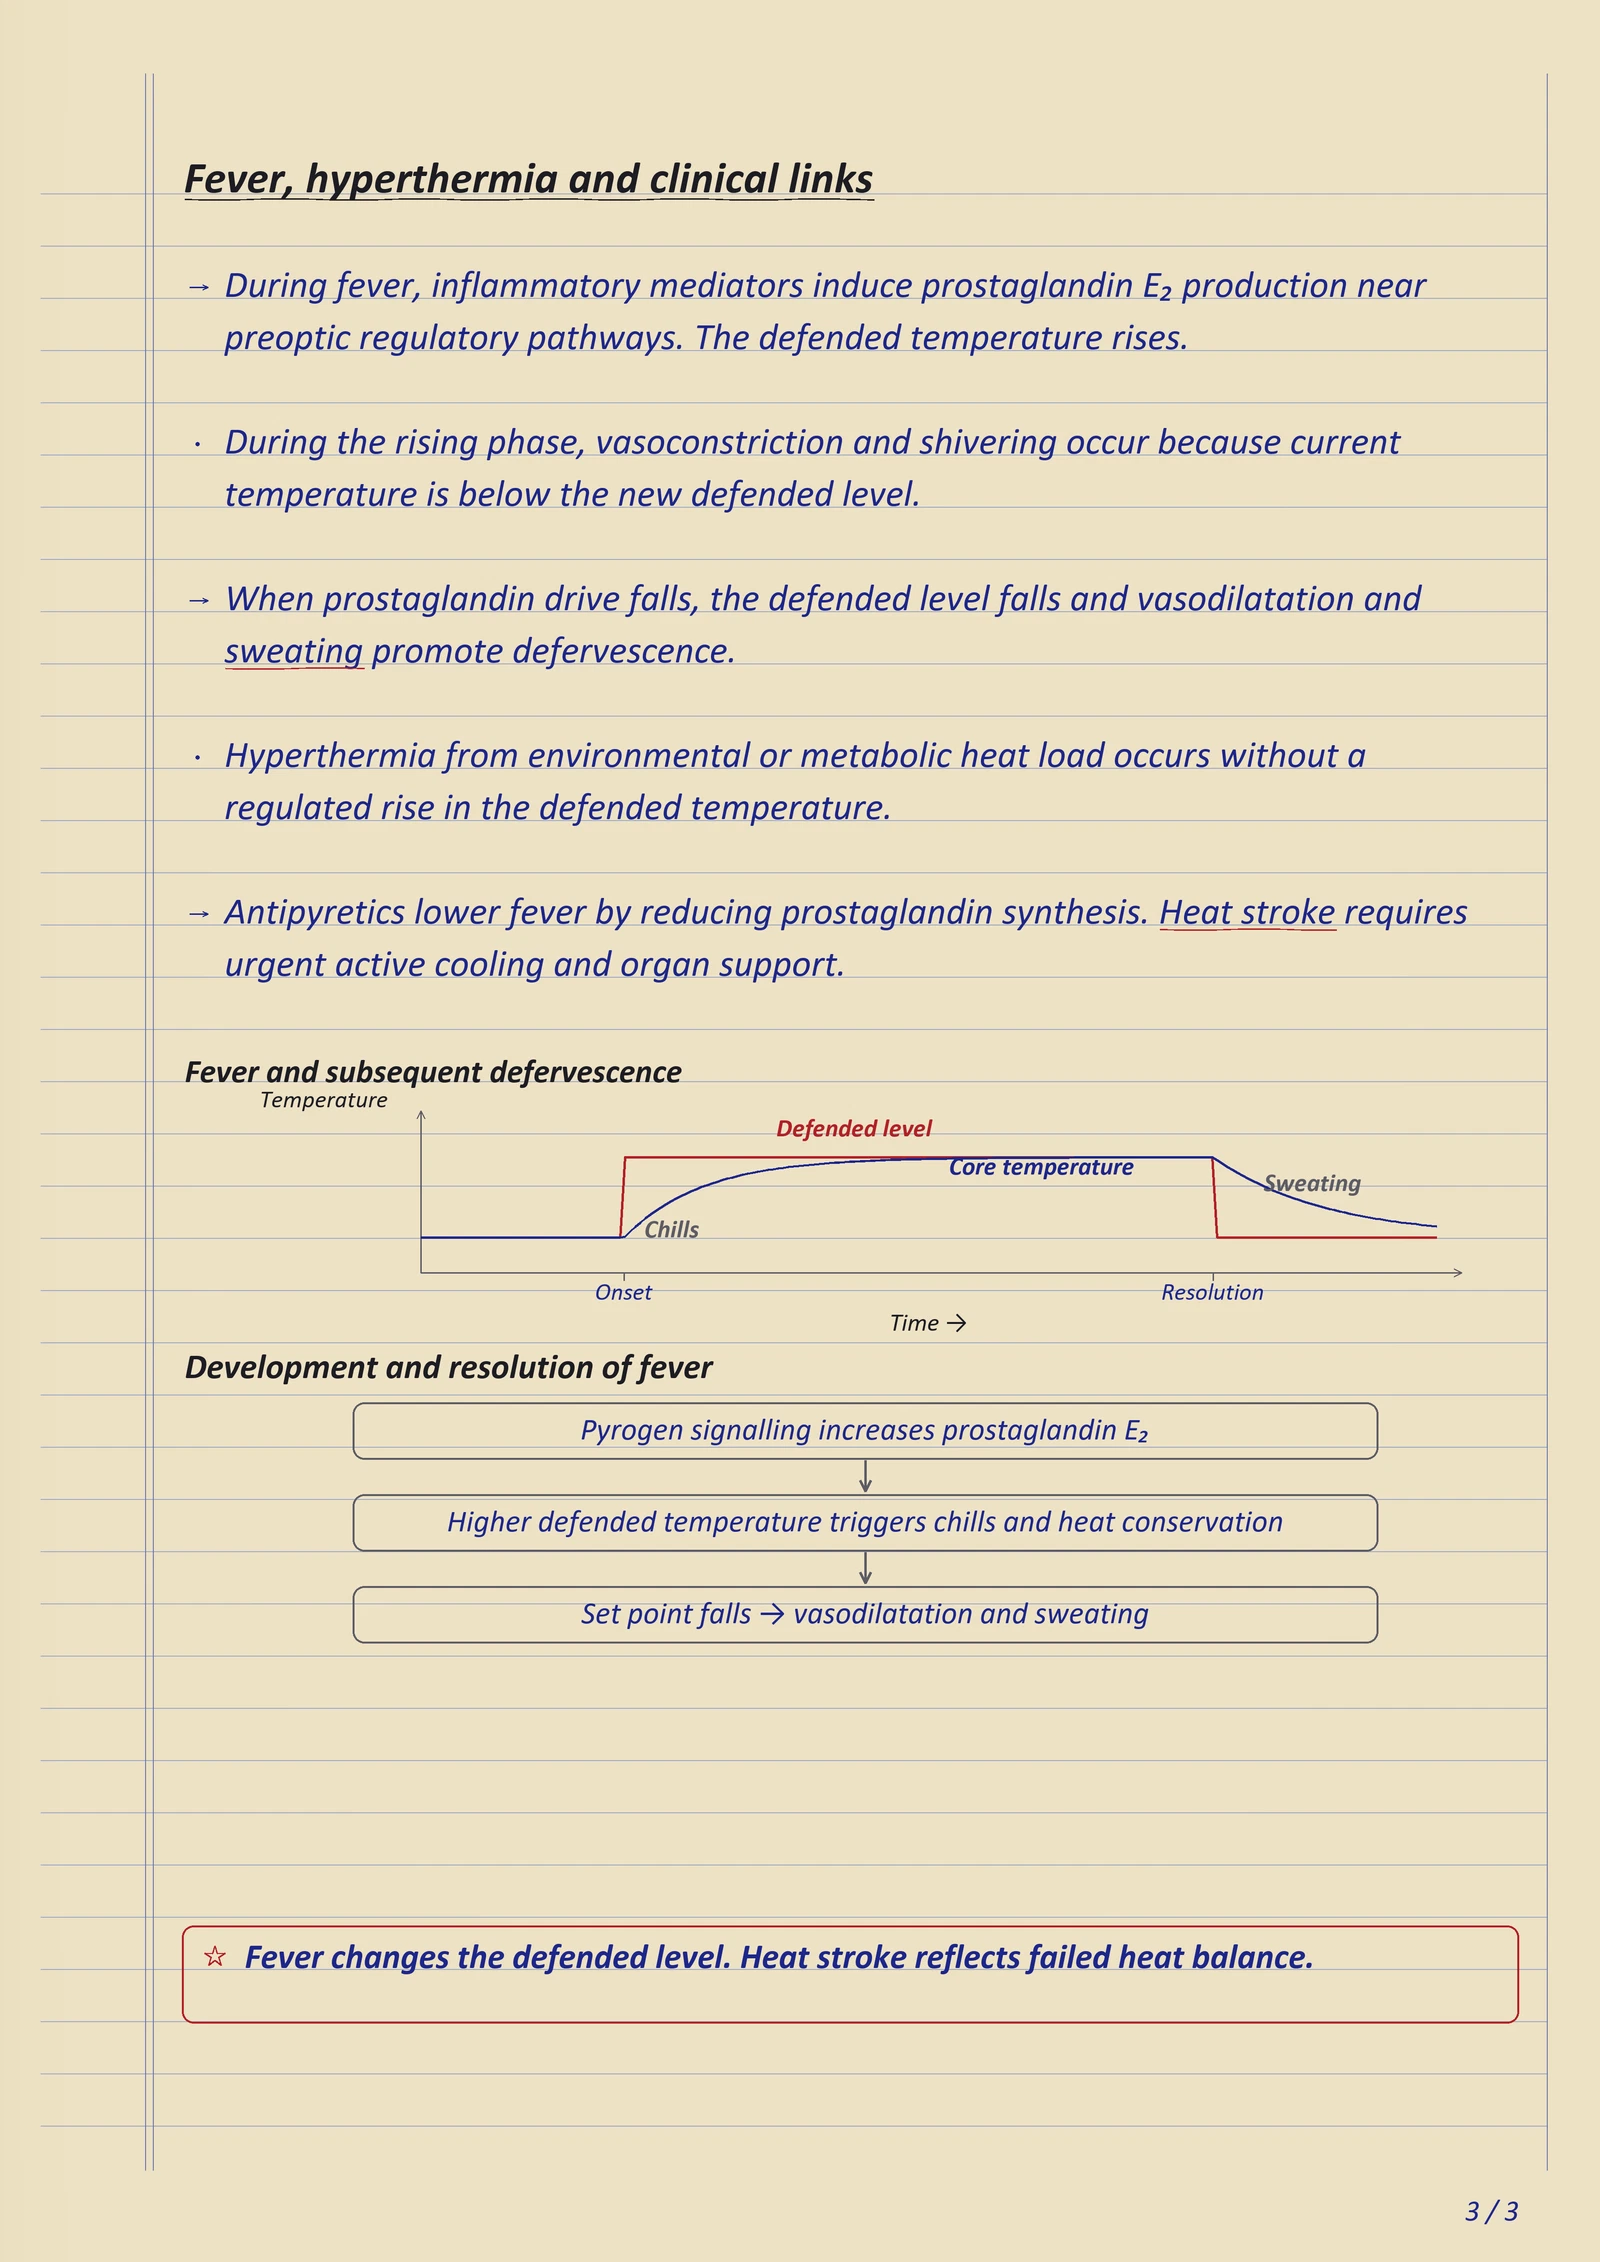 Fever, hyperthermia and clinical links
→ During fever, inflammatory mediators induce prostaglandin E₂ production near
preoptic regulatory pathways. The defended temperature rises.
· During the rising phase, vasoconstriction and shivering occur because current
temperature is below the new defended level.
→ When prostaglandin drive falls, the defended level falls and vasodilatation and
sweating promote defervescence.
· Hyperthermia from environmental or metabolic heat load occurs without a
regulated rise in the defended temperature.
→ Antipyretics lower fever by reducing prostaglandin synthesis. Heat stroke requires
urgent active cooling and organ support.
Fever and subsequent defervescence
Temperature
Defended level
Core temperature
Sweating
Chills
Onset
Resolution
Time →
Development and resolution of fever
Pyrogen signalling increases prostaglandin E₂
Higher defended temperature triggers chills and heat conservation
Set point falls → vasodilatation and sweating
☆ Fever changes the defended level. Heat stroke reflects failed heat balance.
3 / 3